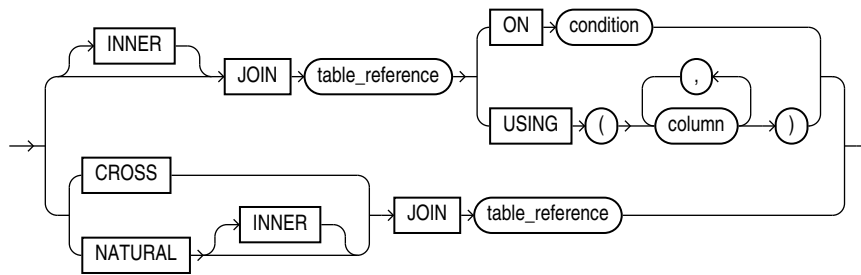 INNER
JOIN table_reference
ON condition
USING ( column , )
CROSS
NATURAL INNER
JOIN table_reference